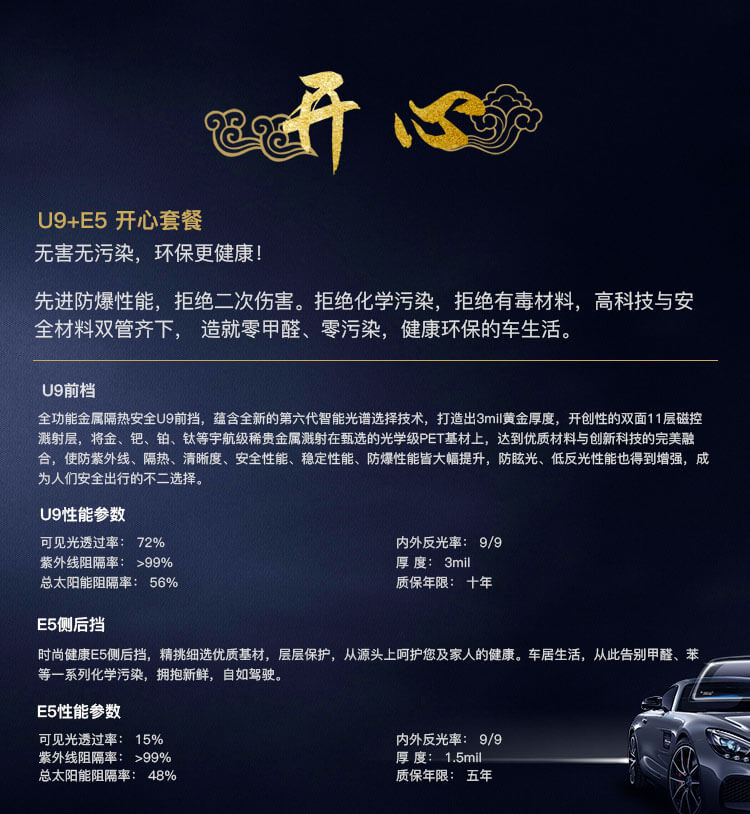 开心
U9+E5 开心套餐
无害无污染，环保更健康！
先进防爆性能，拒绝二次伤害。拒绝化学污染，拒绝有毒材料，高科技与安
全材料双管齐下， 造就零甲醛、零污染，健康环保的车生活。
U9前档
全功能金属隔热安全U9前挡，蕴含全新的第六代智能光谱选择技术，打造出3mil黄金厚度，开创性的双面11层磁控
溅射层，将金、钯、铂、钛等宇航级稀贵金属溅射在甄选的光学级PET基材上，达到优质材料与创新科技的完美融
合，使防紫外线、隔热、清晰度、安全性能、稳定性能、防爆性能皆大幅提升，防眩光、低反光性能也得到增强，成
为人们安全出行的不二选择。
U9性能参数
可见光透过率： 72%
内外反光率： 9/9
紫外线阻隔率： >99%
厚 度： 3mil
总太阳能阻隔率： 56%
质保年限： 十年
E5侧后挡
时尚健康E5侧后挡，精挑细选优质基材，层层保护，从源头上呵护您及家人的健康。车居生活，从此告别甲醛、苯
等一系列化学污染，拥抱新鲜，自如驾驶。
E5性能参数
可见光透过率： 15%
内外反光率： 9/9
紫外线阻隔率： >99%
厚 度： 1.5mil
总太阳能阻隔率： 48%
质保年限： 五年